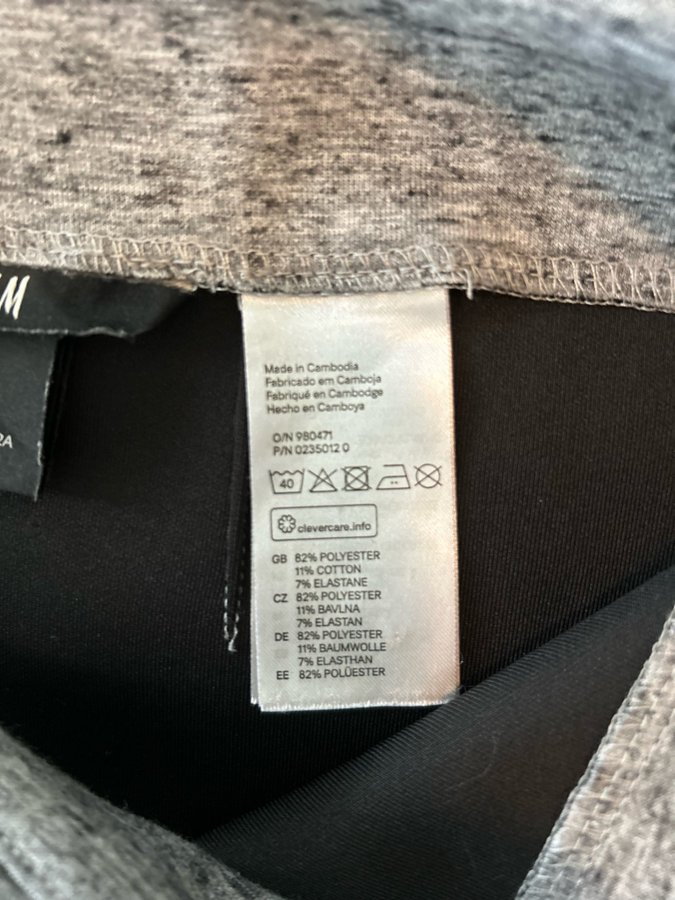 M
2A
Made in Cambodia
Fabricado em Camboja
Fabriqué en Cambodge
Hecho en Camboya
O/N 980471
P/N 0235012 0
40
clevercare.info
GB 82% POLYESTER
11% COTTON
7% ELASTANE
CZ 82% POLYESTER
11% BAVLNA
7% ELASTAN
DE 82% POLYESTER
11% BAUMWOLLE
7% ELASTHAN
EE 82% POLÜESTER